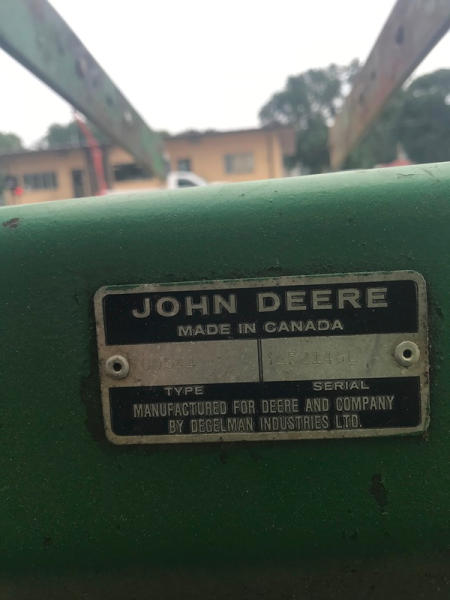 JOHN DEERE
MADE IN CANADA
TYPE SERIAL
MANUFACTURED FOR DEERE AND COMPANY
BY DEGELMAN INDUSTRIES LTD.